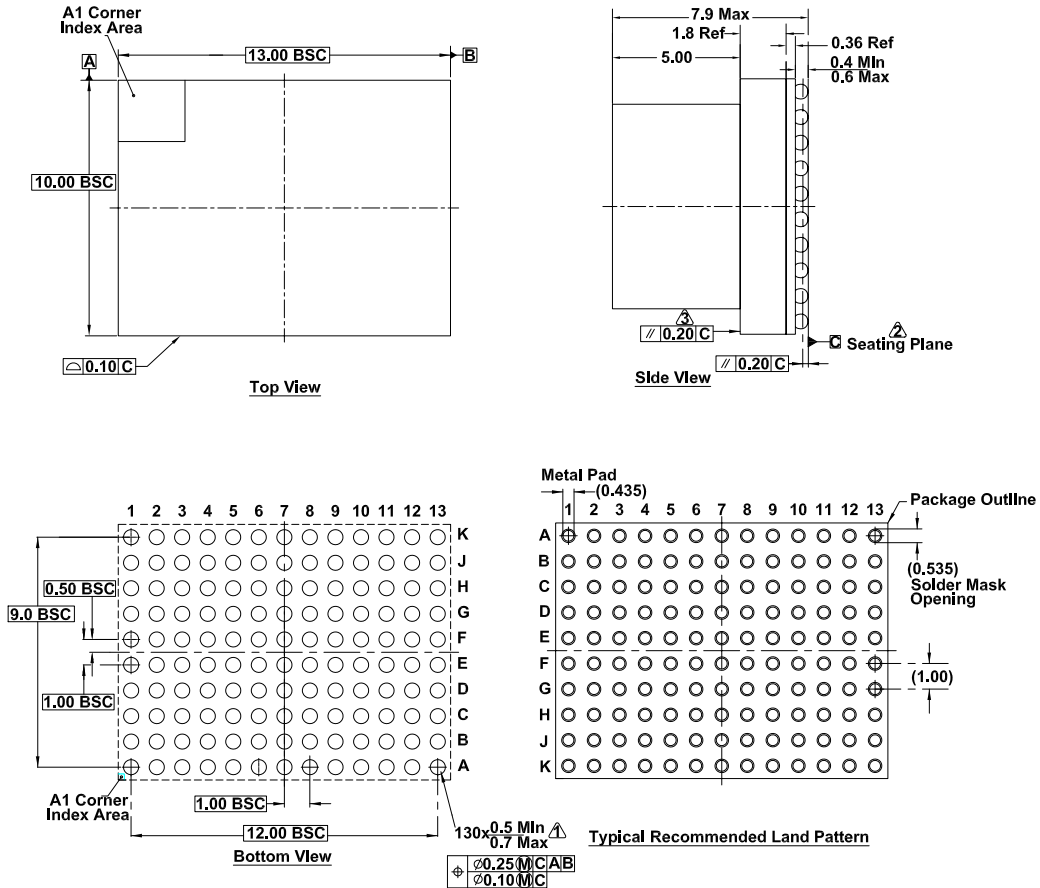 A1 Corner
Index Area
13.00 BSC
B
A
10.00 BSC
⌓ 0.10 C
Top View
7.9 Max
1.8 Ref
0.36 Ref
5.00
0.4 Min
0.6 Max
3
// 0.20 C
2
C Seating Plane
// 0.20 C
Side View
1 2 3 4 5 6 7 8 9 10 11 12 13
K
J
H
G
F
E
D
C
B
A
0.50 BSC
9.0 BSC
1.00 BSC
A1 Corner
Index Area
1.00 BSC
12.00 BSC
Bottom View
130x 0.5 Min
0.7 Max
1
⌖ ⌀0.25 Ⓜ C A B
⌀0.10 Ⓜ C
Metal Pad
(0.435)
1 2 3 4 5 6 7 8 9 10 11 12 13
Package Outline
A
B
C
D
E
F
G
H
J
K
(0.535)
Solder Mask
Opening
(1.00)
Typical Recommended Land Pattern